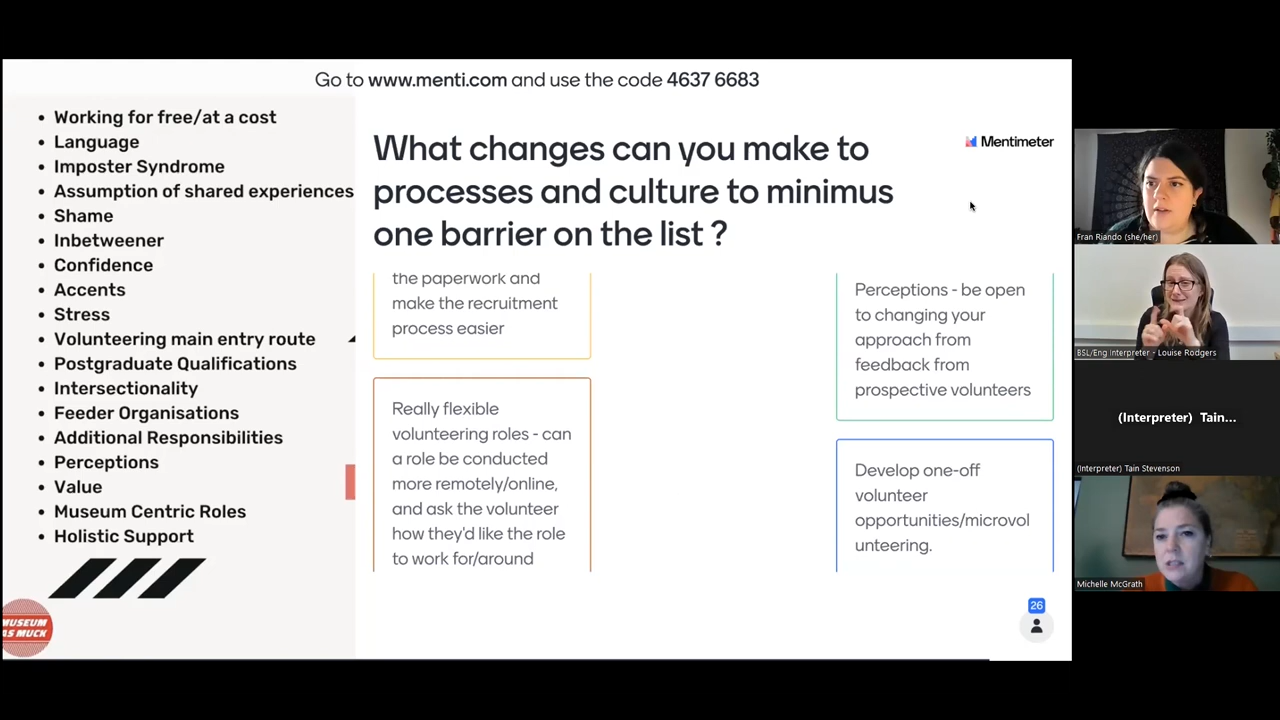 Go to www.menti.com and use the code 4637 6683
Working for free/at a cost
Language
Imposter Syndrome
Assumption of shared experiences
Shame
Inbetweener
Confidence
Accents
Stress
Volunteering main entry route
Postgraduate Qualifications
Intersectionality
Feeder Organisations
Additional Responsibilities
Perceptions
Value
Museum Centric Roles
Holistic Support
MUSEUM
AS MUCK
What changes can you make to
processes and culture to minimus
one barrier on the list ?
Mentimeter
the paperwork and
make the recruitment
process easier
Really flexible
volunteering roles - can
a role be conducted
more remotely/online,
and ask the volunteer
how they'd like the role
to work for/around
Perceptions - be open
to changing your
approach from
feedback from
prospective volunteers
Develop one-off
volunteer
opportunities/microvol
unteering.
26
Fran Riando (she/her)
BSL/Eng Interpreter - Louise Rodgers
(Interpreter) Tain...
(Interpreter) Tain Stevenson
Michelle McGrath